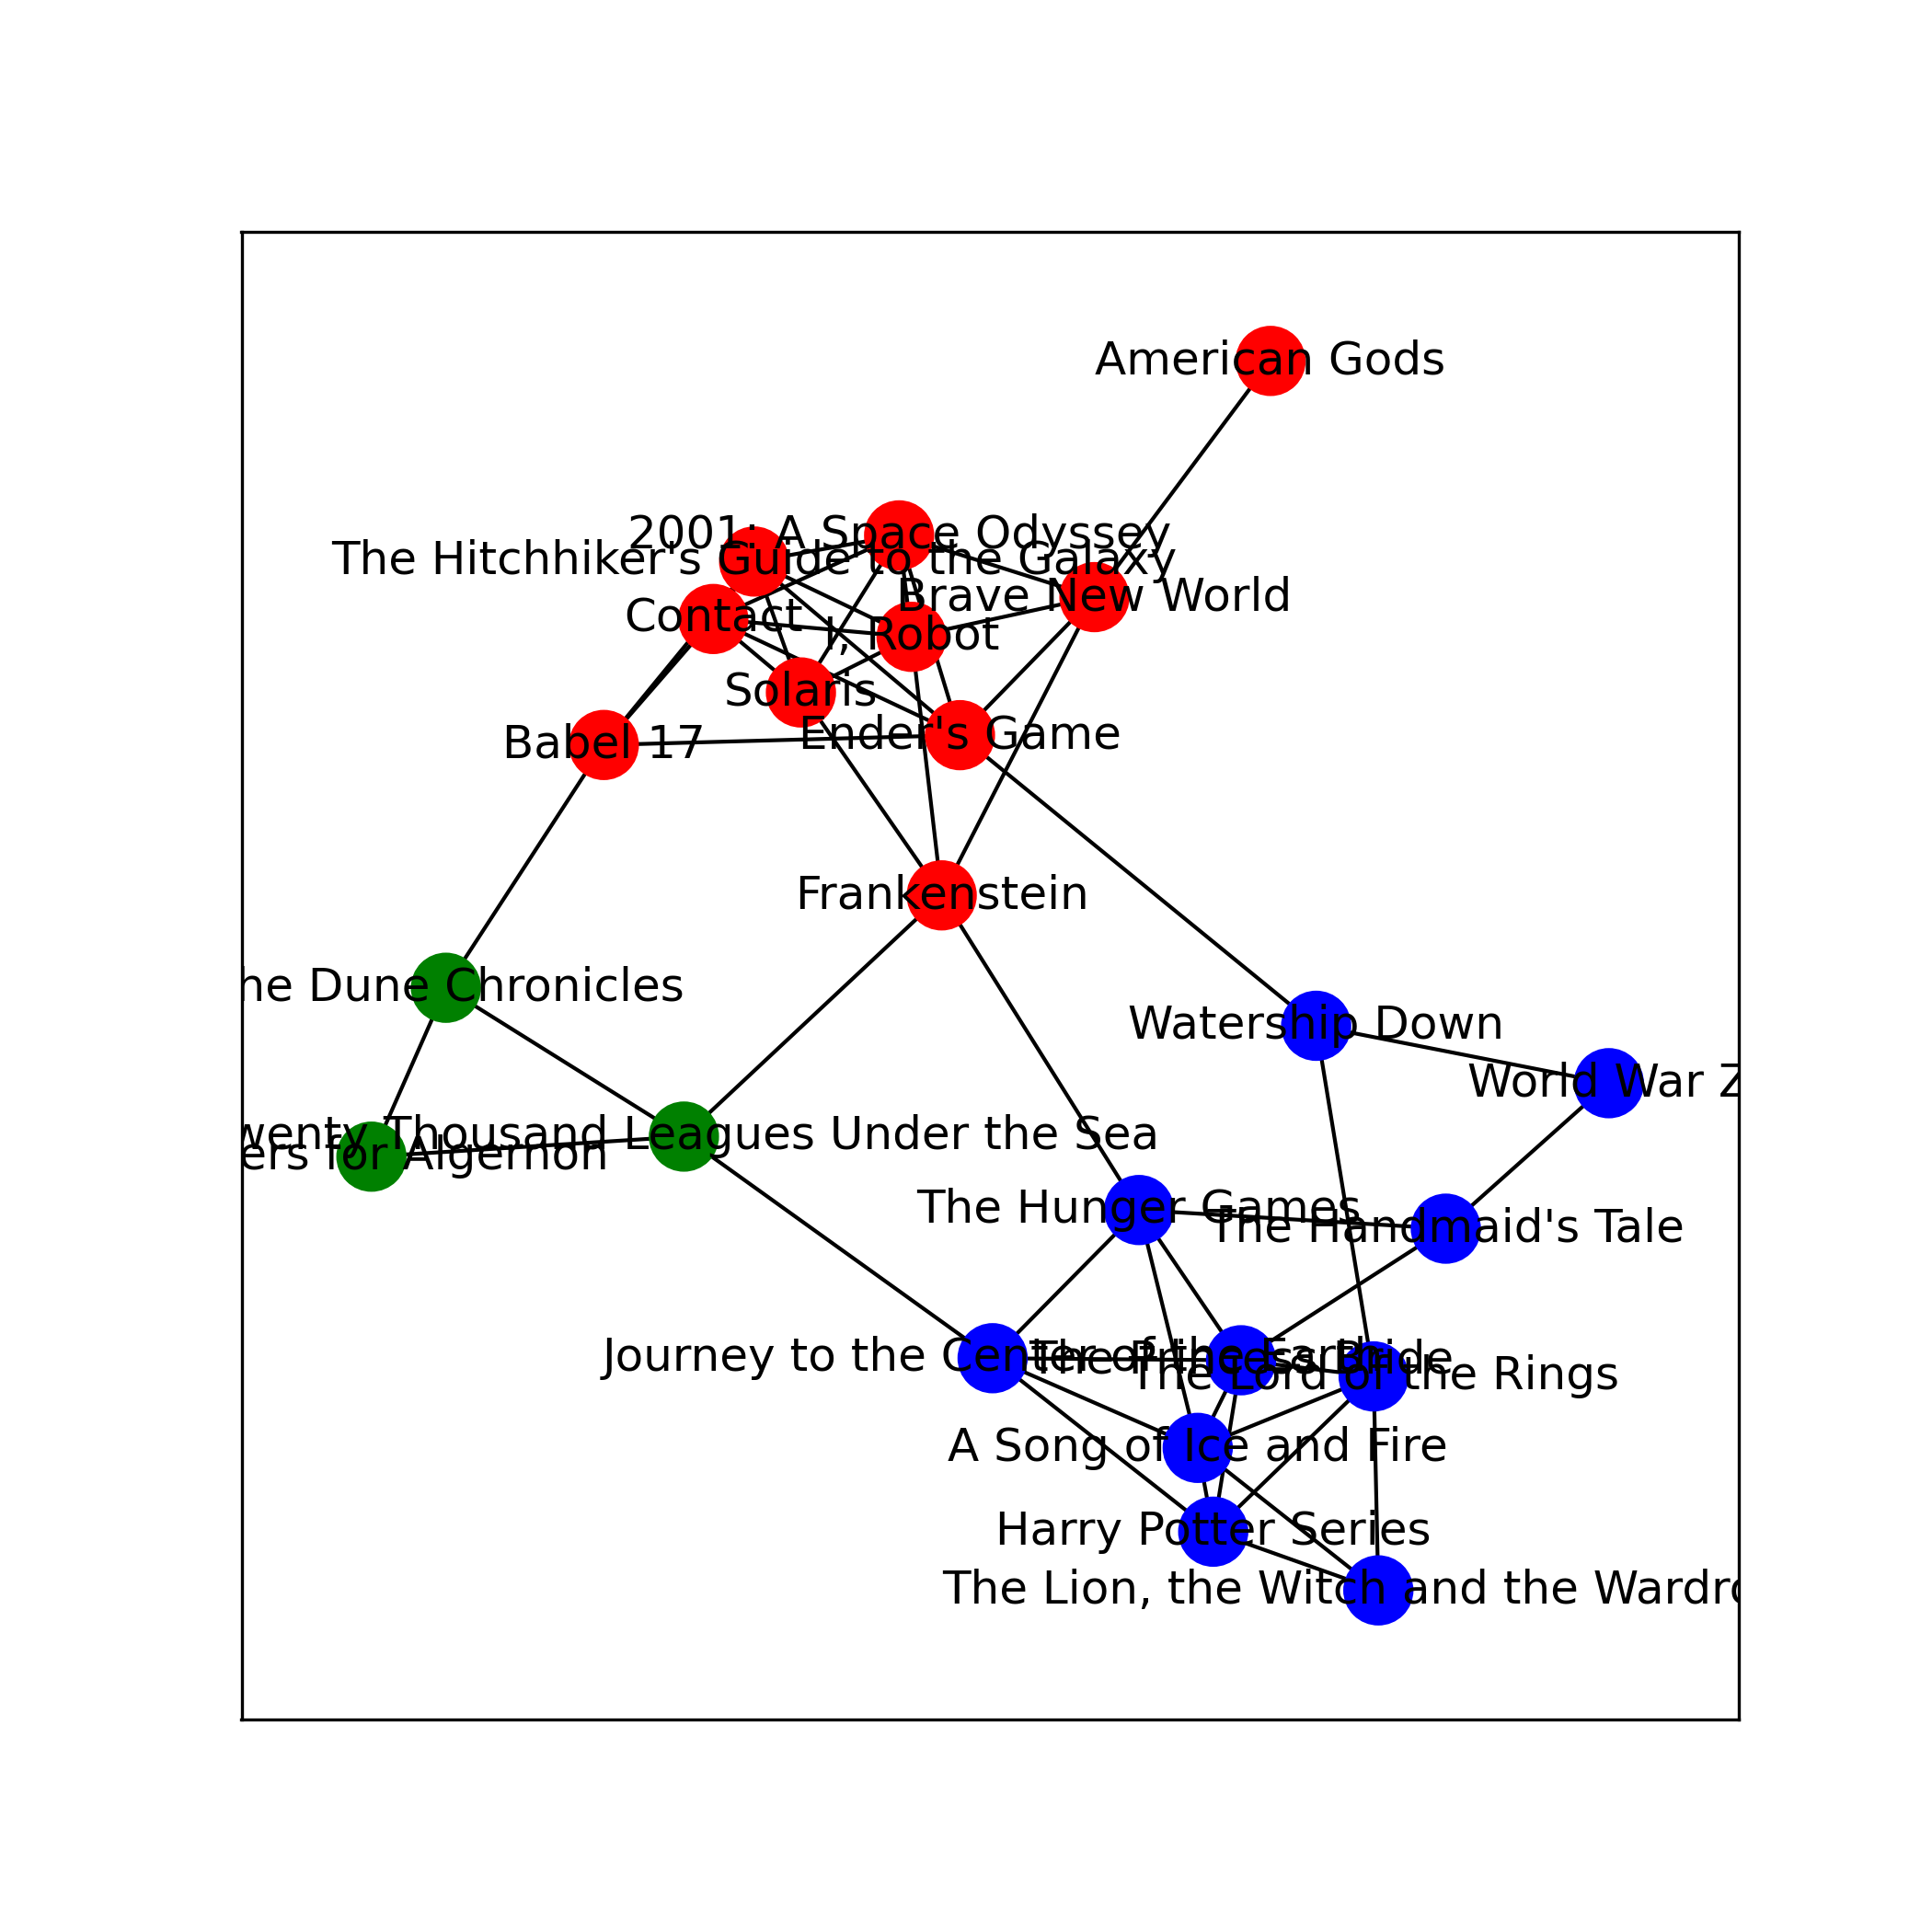 American Gods
2001: A Space Odyssey
The Hitchhiker's Guide to the Galaxy
Brave New World
Contact
I, Robot
Solaris
Ender's Game
Babel 17
Frankenstein
he Dune Chronicles
Watership Down
World War Z
wenty Thousand Leagues Under the Sea
ers for Algernon
The Hunger Games
The Handmaid's Tale
Journey to the Center of the Earth
The Princess Bride
The Lord of the Rings
A Song of Ice and Fire
Harry Potter Series
The Lion, the Witch and the Wardro